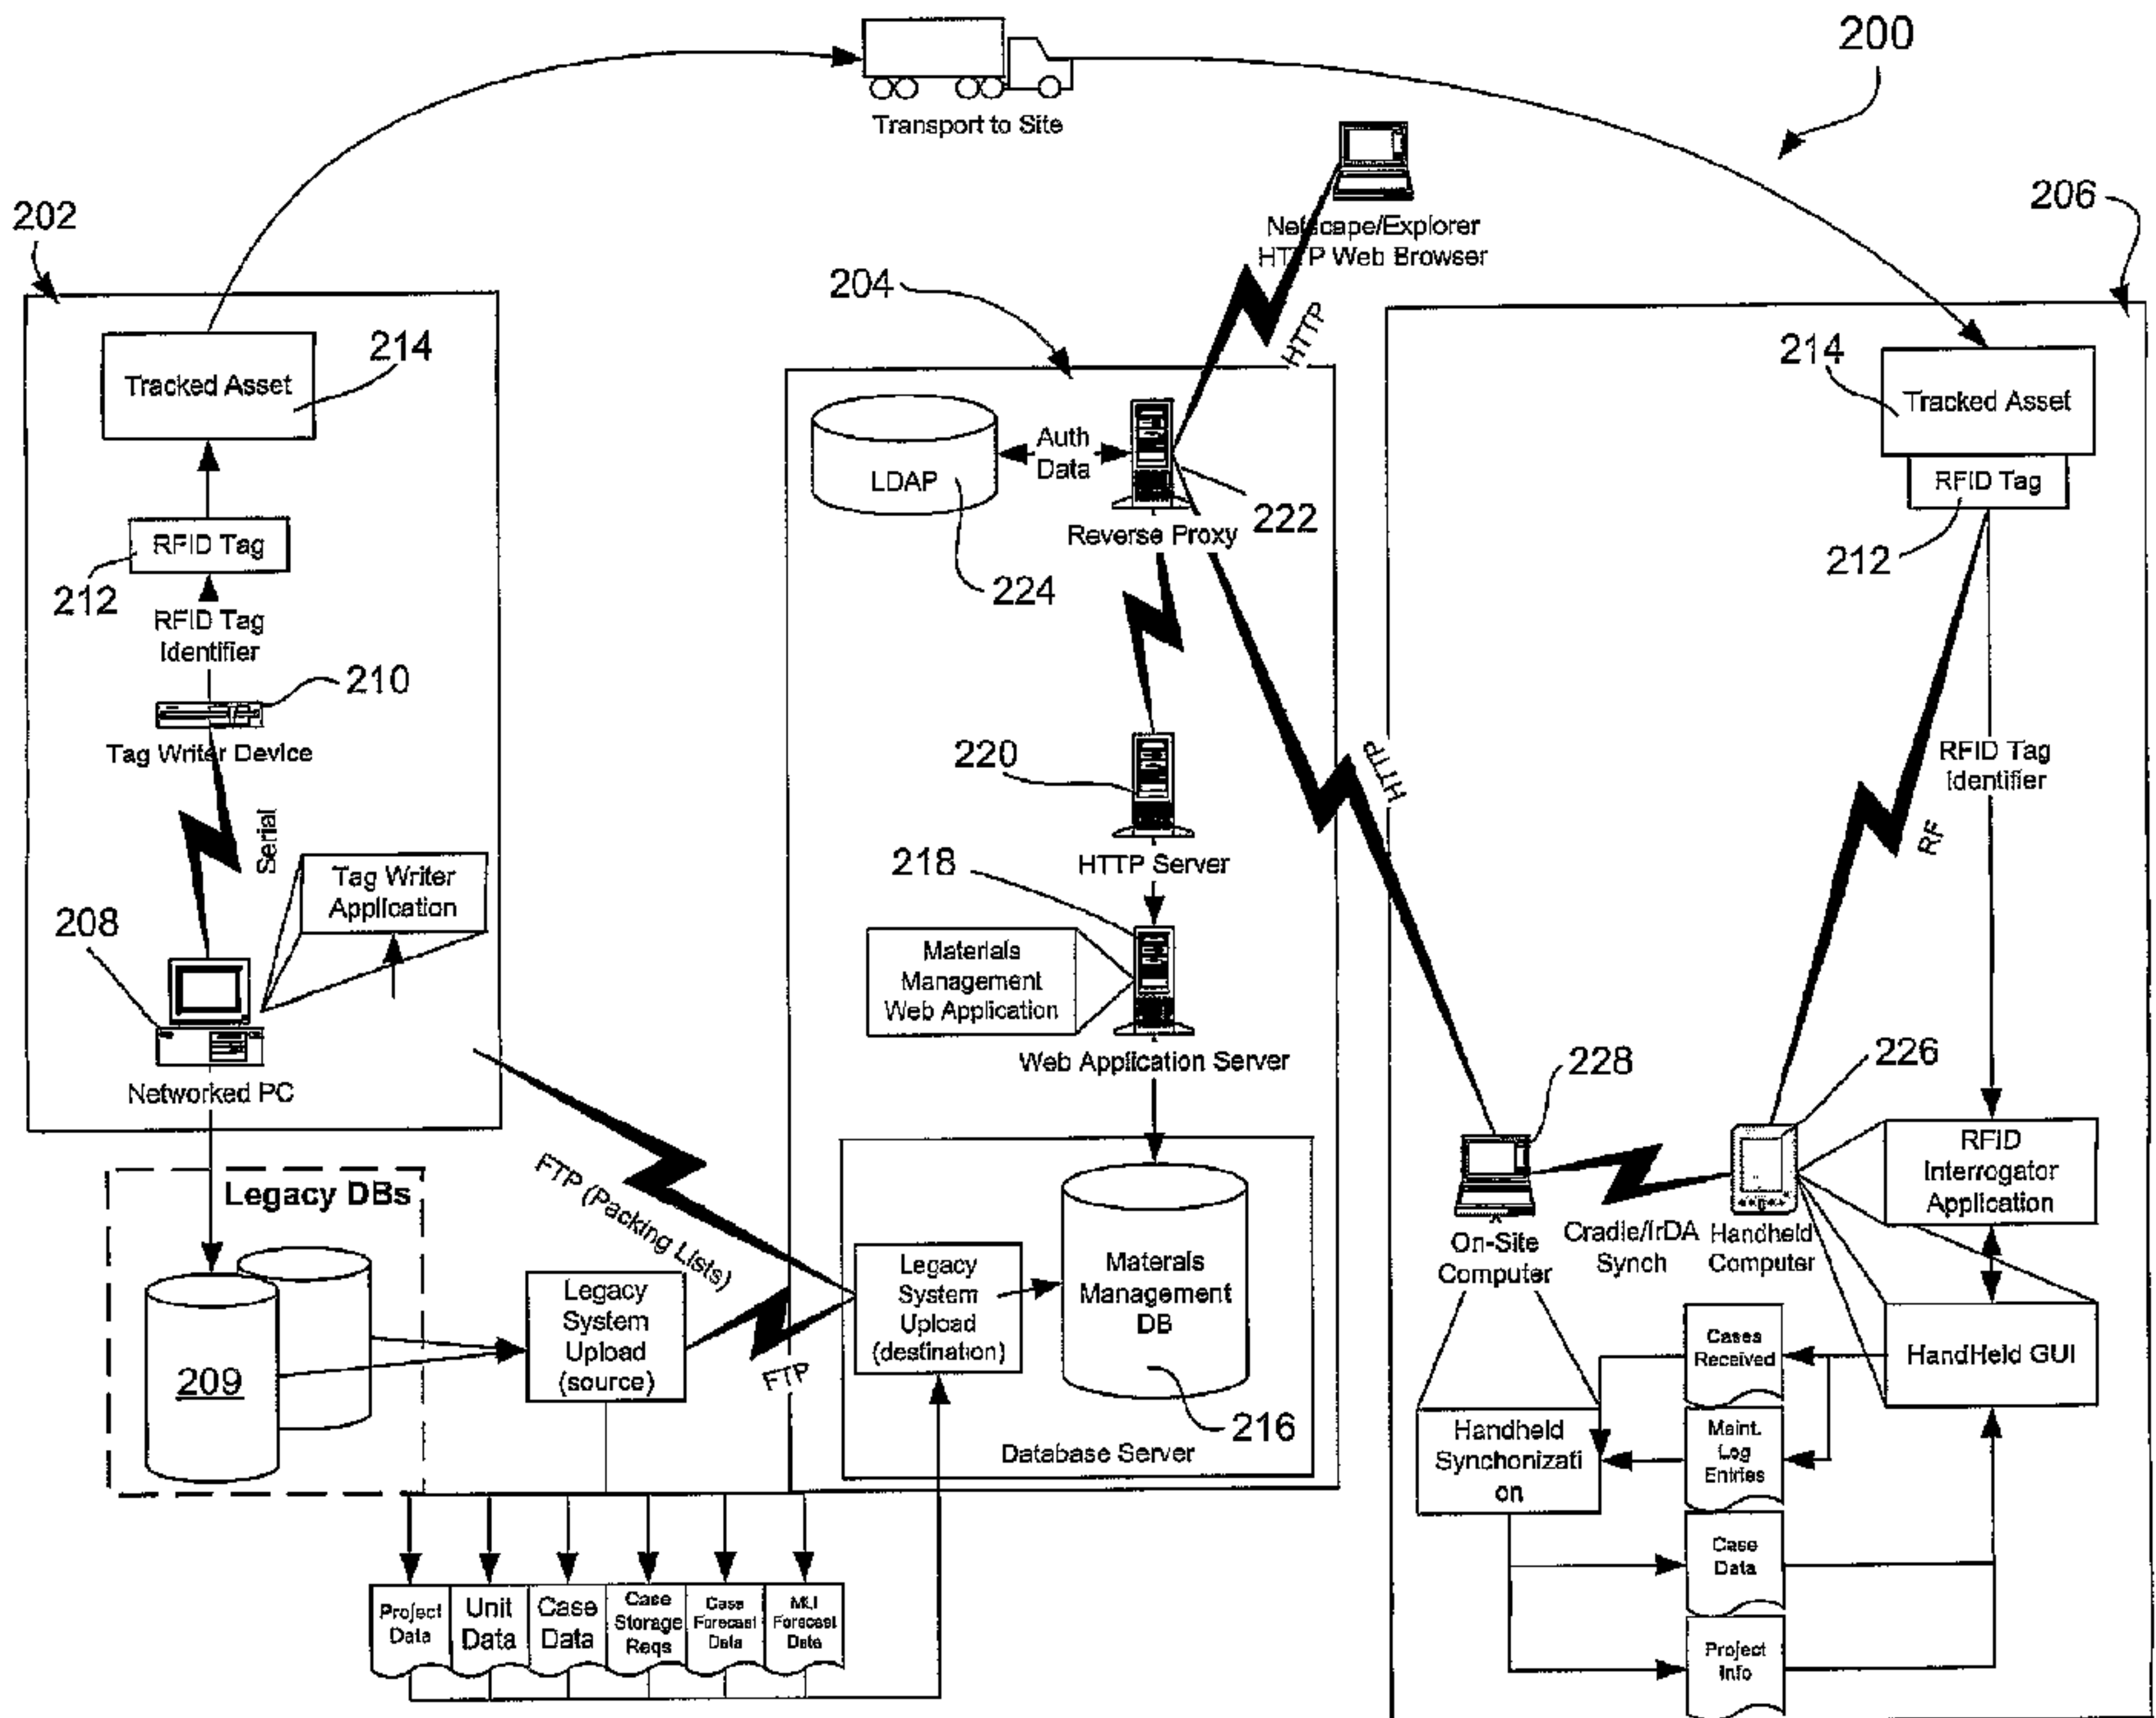 200
Transport to Site
Netscape/Explorer
HTTP Web Browser
HTTP
202
Tracked Asset
214
RFID Tag
212
RFID Tag
Identifier
210
Tag Writer Device
Serial
Tag Writer
Application
208
Networked PC
Legacy DBs
209
Legacy
System
Upload
(source)
FTP (Packing Lists)
FTP
Project
Data
Unit
Data
Case
Data
Case
Storage
Reqs
Case
Forecast
Data
MLI
Forecast
Data
204
LDAP
224
Auth
Data
222
Reverse Proxy
220
HTTP Server
218
Materials
Management
Web Application
Web Application Server
Legacy
System
Upload
(destination)
Materals
Management
DB
216
Database Server
HTTP
206
214
Tracked Asset
RFID Tag
212
RFID Tag
Identifier
RF
228
226
On-Site
Computer
Cradle/IrDA
Synch
Handheld
Computer
RFID
Interrogator
Application
HandHeld GUI
Cases
Received
Maint.
Log
Entries
Handheld
Synchonizati
on
Case
Data
Project
Info